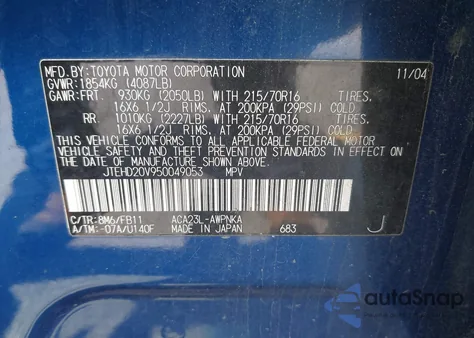 MFD. BY:TOYOTA MOTOR CORPORATION 11/04
GVWR: 1854KG (4087LB)
GAWR:FRT. 930KG (2050LB) WITH 215/70R16 TIRES.
16X6 1/2J RIMS. AT 200KPA (29PSI) COLD
RR. 1010KG (2227LB) WITH 215/70R16 TIRES.
16X6 1/2J RIMS. AT 200KPA (29PSI) COLD
THIS VEHICLE CONFORMS TO ALL APPLICABLE FEDERAL MOTOR
VEHICLE SAFETY AND THEFT PREVENTION STANDARDS IN EFFECT
ON THE DATE OF MANUFACTURE SHOWN ABOVE.
JTEHD20V950049053 MPV
C/TR:8M6/FB11 ACA23L-AWPNKA J
A/TM:-07A/U140F MADE IN JAPAN 683
autoSnap